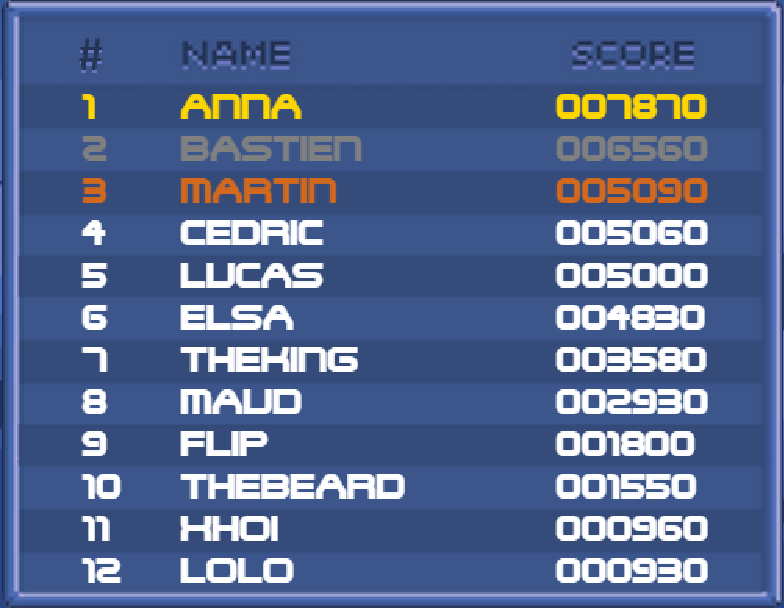 # NAME SCORE
1 ANNA 007870
2 BASTIEN 006560
3 MARTIN 005090
4 CEDRIC 005060
5 LUCAS 005000
6 ELSA 004830
7 THEKING 003580
8 MAUD 002930
9 FLIP 001800
10 THEBEARD 001550
11 KHOI 000960
12 LOLO 000930